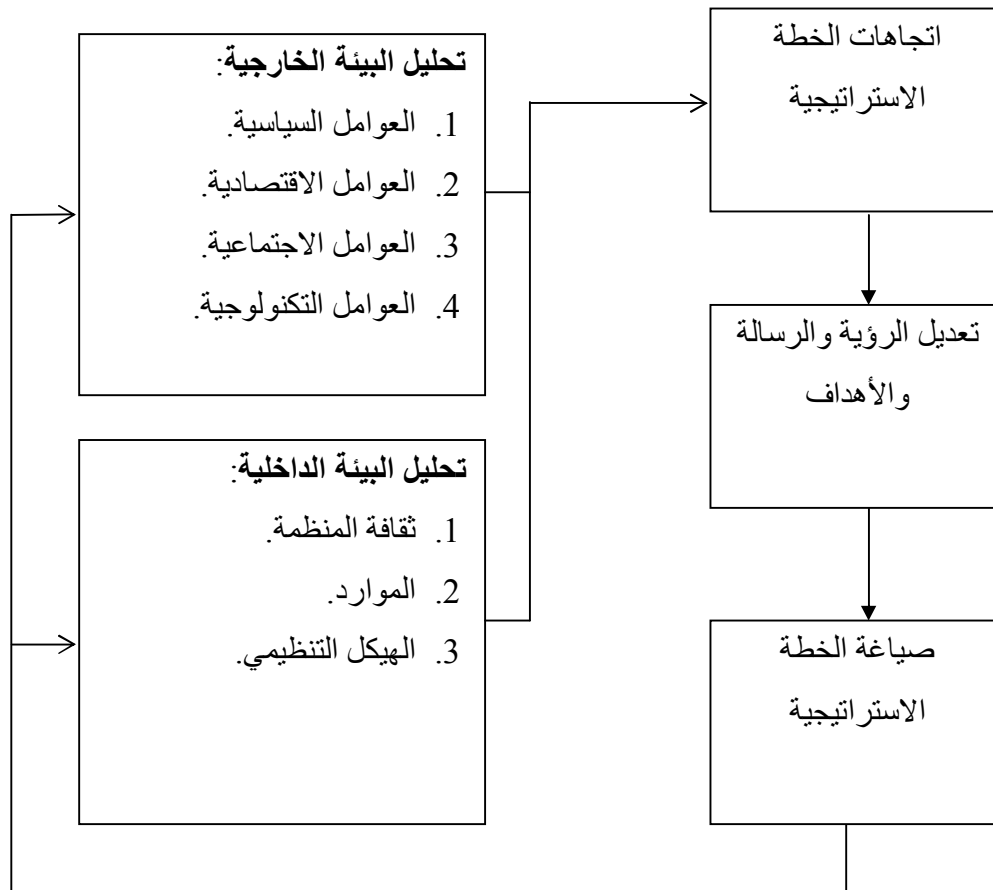 تحليل البيئة الخارجية:
1. العوامل السياسية.
2. العوامل الاقتصادية.
3. العوامل الاجتماعية.
4. العوامل التكنولوجية.
تحليل البيئة الداخلية:
1. ثقافة المنظمة.
2. الموارد.
3. الهيكل التنظيمي.
اتجاهات الخطة
الاستراتيجية
تعديل الرؤية والرسالة
والأهداف
صياغة الخطة
الاستراتيجية